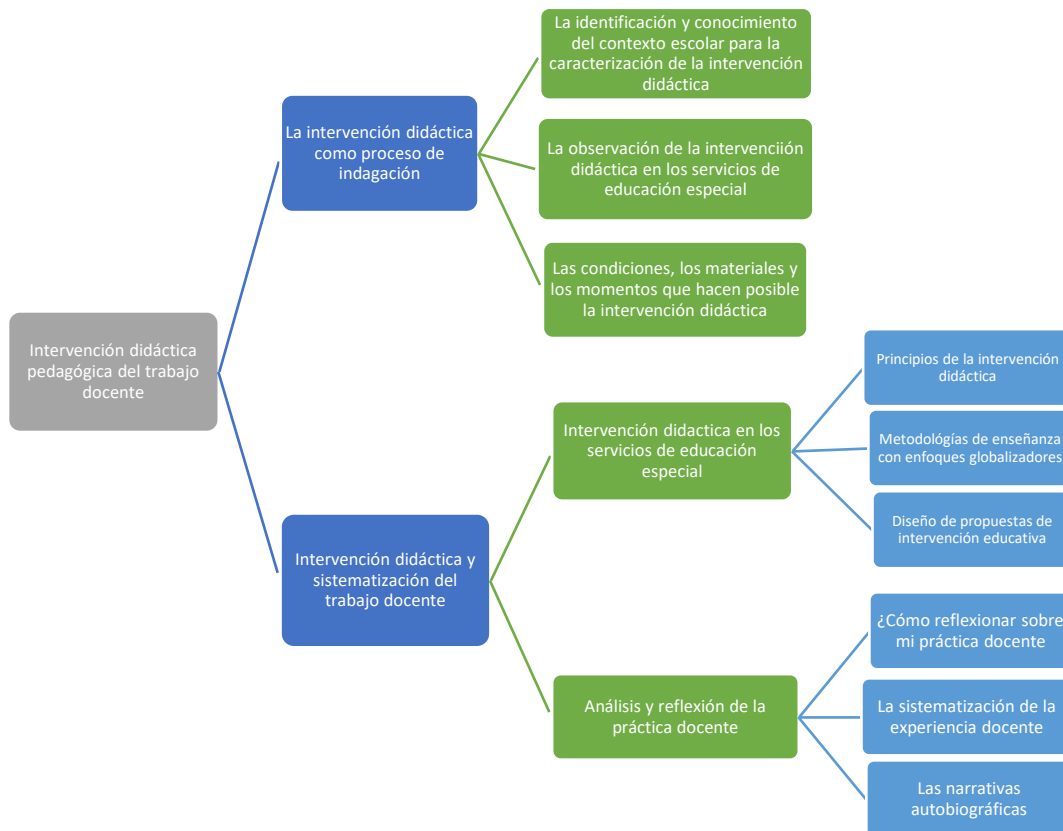 La identificación y conocimiento
del contexto escolar para la
caracterización de la intervención
didáctica
La intervención didáctica
como proceso de
indagación
La observación de la intervenciión
didáctica en los servicios de
educación especial
Las condiciones, los materiales y
los momentos que hacen posible
la intervención didáctica
Intervención didáctica
pedagógica del trabajo
docente
Principios de la intervención
didáctica
Intervención didactica en los
servicios de educación
especial
Metodológías de enseñanza
con enfoques globalizadores
Diseño de propuestas de
intervención educativa
Intervención didáctica y
sistematización del
trabajo docente
¿Cómo reflexionar sobre
mi práctica docente
Análisis y reflexión de la
práctica docente
La sistematización de la
experiencia docente
Las narrativas
autobiográficas